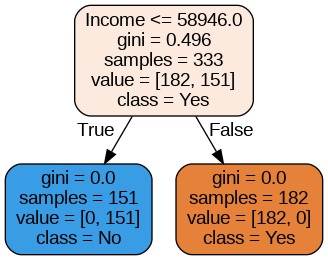 Income <= 58946.0
gini = 0.496
samples = 333
value = [182, 151]
class = Yes
True
False
gini = 0.0
samples = 151
value = [0, 151]
class = No
gini = 0.0
samples = 182
value = [182, 0]
class = Yes